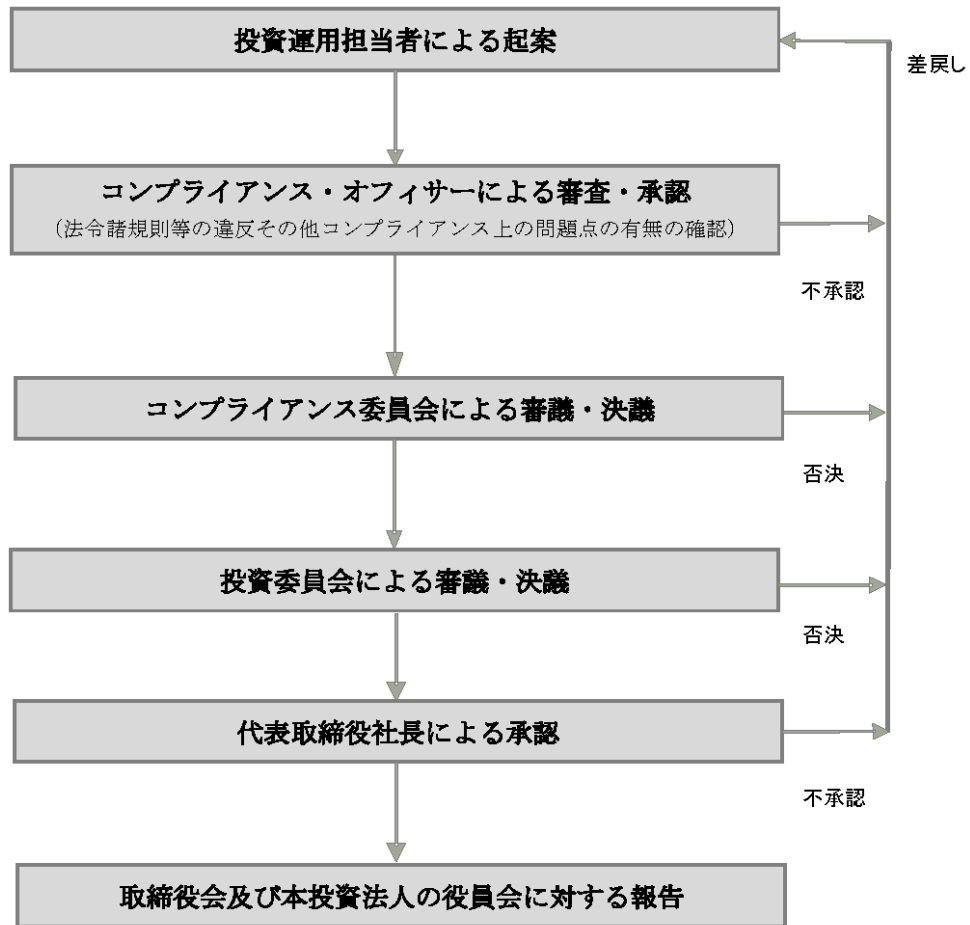 投資運用担当者による起案
差戻し
コンプライアンス・オフィサーによる審査・承認
（法令諸規則等の違反その他コンプライアンス上の問題点の有無の確認）
不承認
コンプライアンス委員会による審議・決議
否決
投資委員会による審議・決議
否決
代表取締役社長による承認
不承認
取締役会及び本投資法人の役員会に対する報告